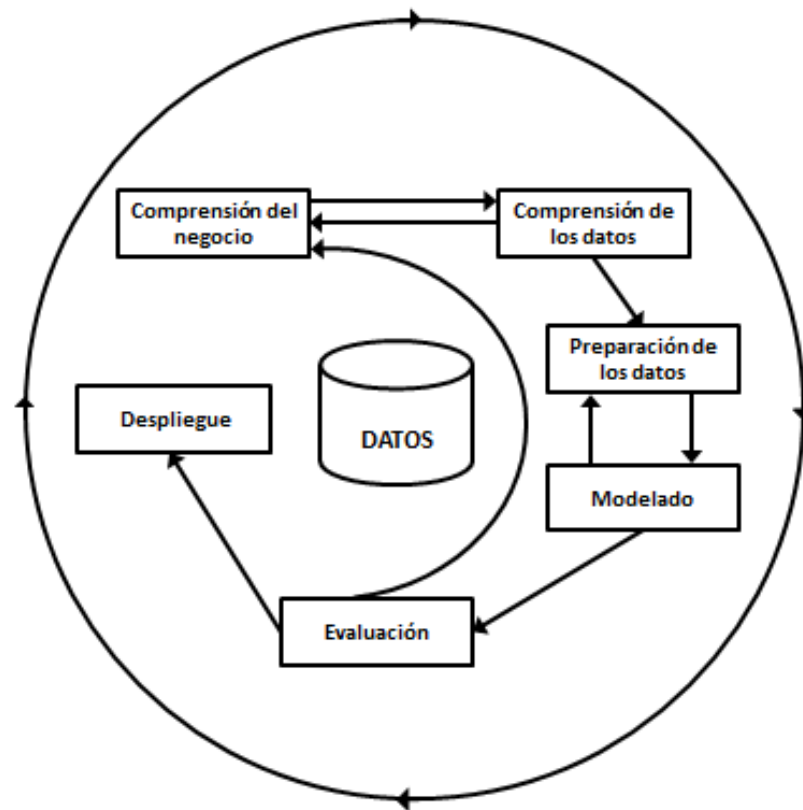 Comprensión del
negocio
Comprensión de
los datos
Preparación de
los datos
Despliegue
DATOS
Modelado
Evaluación